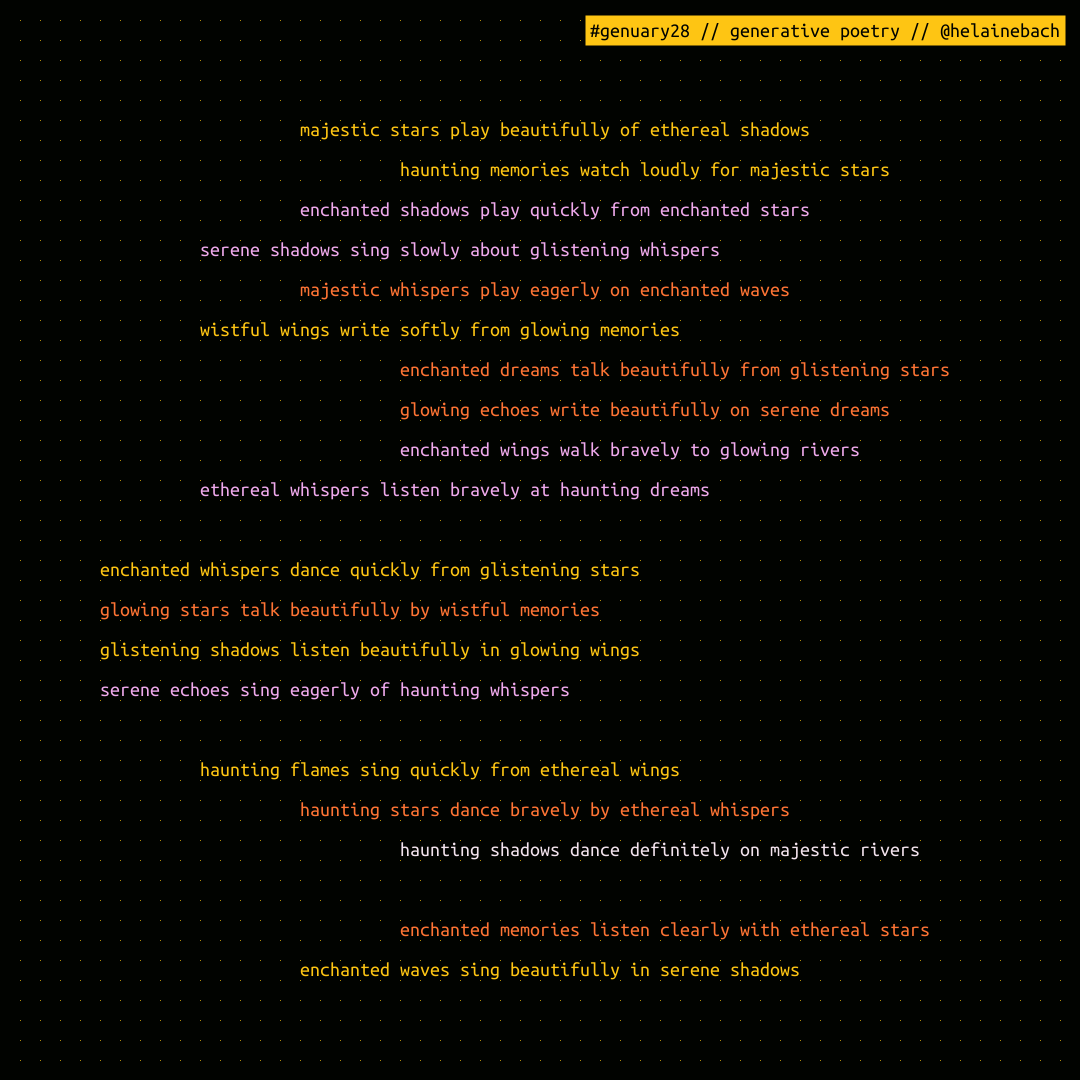 #genuary28 // generative poetry // @helainebach
majestic stars play beautifully of ethereal shadows
haunting memories watch loudly for majestic stars
enchanted shadows play quickly from enchanted stars
serene shadows sing slowly about glistening whispers
majestic whispers play eagerly on enchanted waves
wistful wings write softly from glowing memories
enchanted dreams talk beautifully from glistening stars
glowing echoes write beautifully on serene dreams
enchanted wings walk bravely to glowing rivers
ethereal whispers listen bravely at haunting dreams
enchanted whispers dance quickly from glistening stars
glowing stars talk beautifully by wistful memories
glistening shadows listen beautifully in glowing wings
serene echoes sing eagerly of haunting whispers
haunting flames sing quickly from ethereal wings
haunting stars dance bravely by ethereal whispers
haunting shadows dance definitely on majestic rivers
enchanted memories listen clearly with ethereal stars
enchanted waves sing beautifully in serene shadows